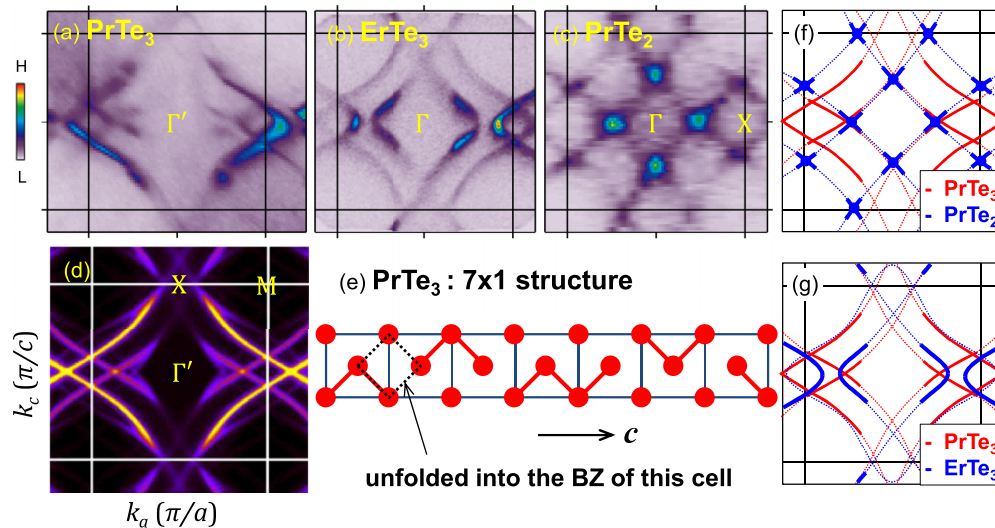 (a) PrTe3
(b) ErTe3
(c) PrTe2
(f)
H
L
Γ′
Γ
Γ
X
- PrTe3
- PrTe2
(d)
X
M
Γ′
kc (π/c)
ka (π/a)
(e) PrTe3 : 7x1 structure
c
unfolded into the BZ of this cell
(g)
- PrTe3
- ErTe3